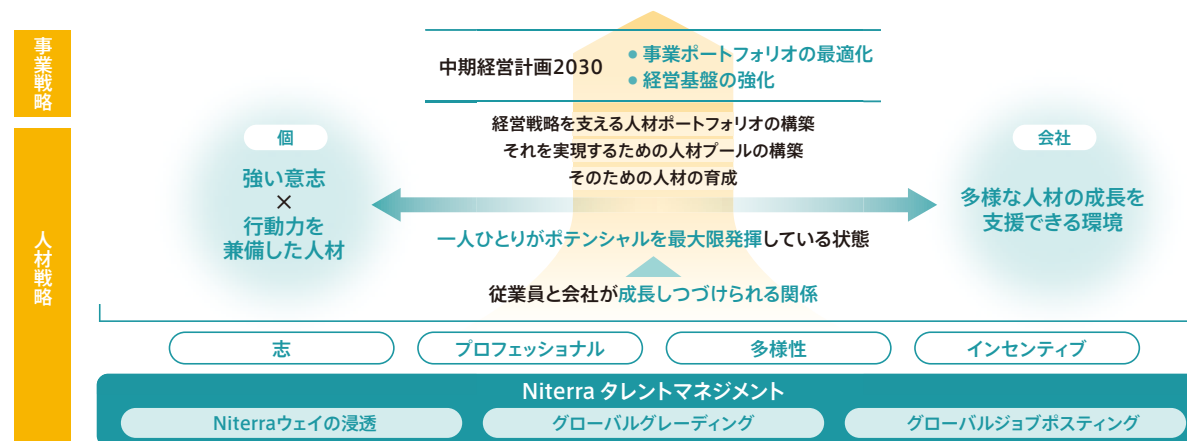 事業戦略
中期経営計画2030
● 事業ポートフォリオの最適化
● 経営基盤の強化
人材戦略
経営戦略を支える人材ポートフォリオの構築
それを実現するための人材プールの構築
そのための人材の育成
個
強い意志
×
行動力を
兼備した人材
会社
多様な人材の成長を
支援できる環境
一人ひとりがポテンシャルを最大限発揮している状態
従業員と会社が成長しつづけられる関係
志
プロフェッショナル
多様性
インセンティブ
Niterra タレントマネジメント
Niterraウェイの浸透
グローバルグレーディング
グローバルジョブポスティング